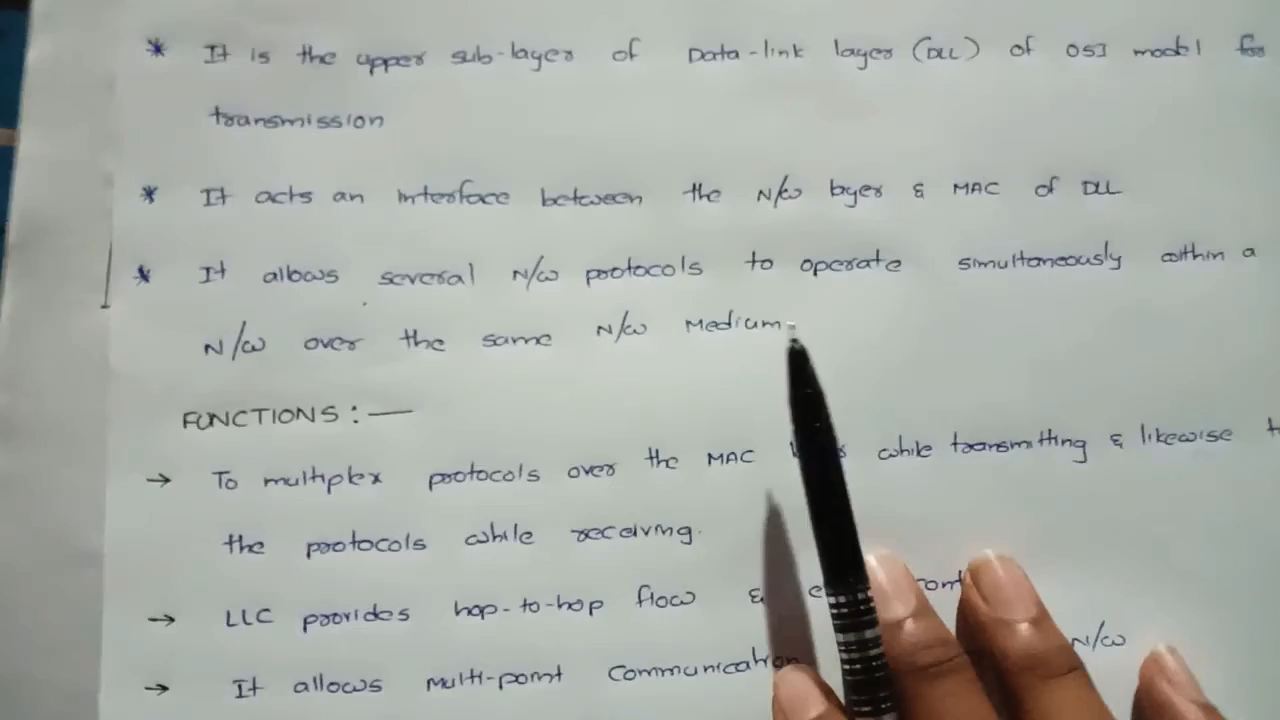 * It is the upper sub-layer of Data-link layer (DLL) of OSI model for
transmission
* It acts an interface between the N/W layer & MAC of DLL
* It allows several N/W protocols to operate simultaneously within a
N/W over the same N/W Medium.
FUNCTIONS : —
→ To multiplex protocols over the MAC while transmitting & likewise
the protocols while receiving.
→ LLC provides hop-to-hop flow &
→ It allows multi-point communication N/W